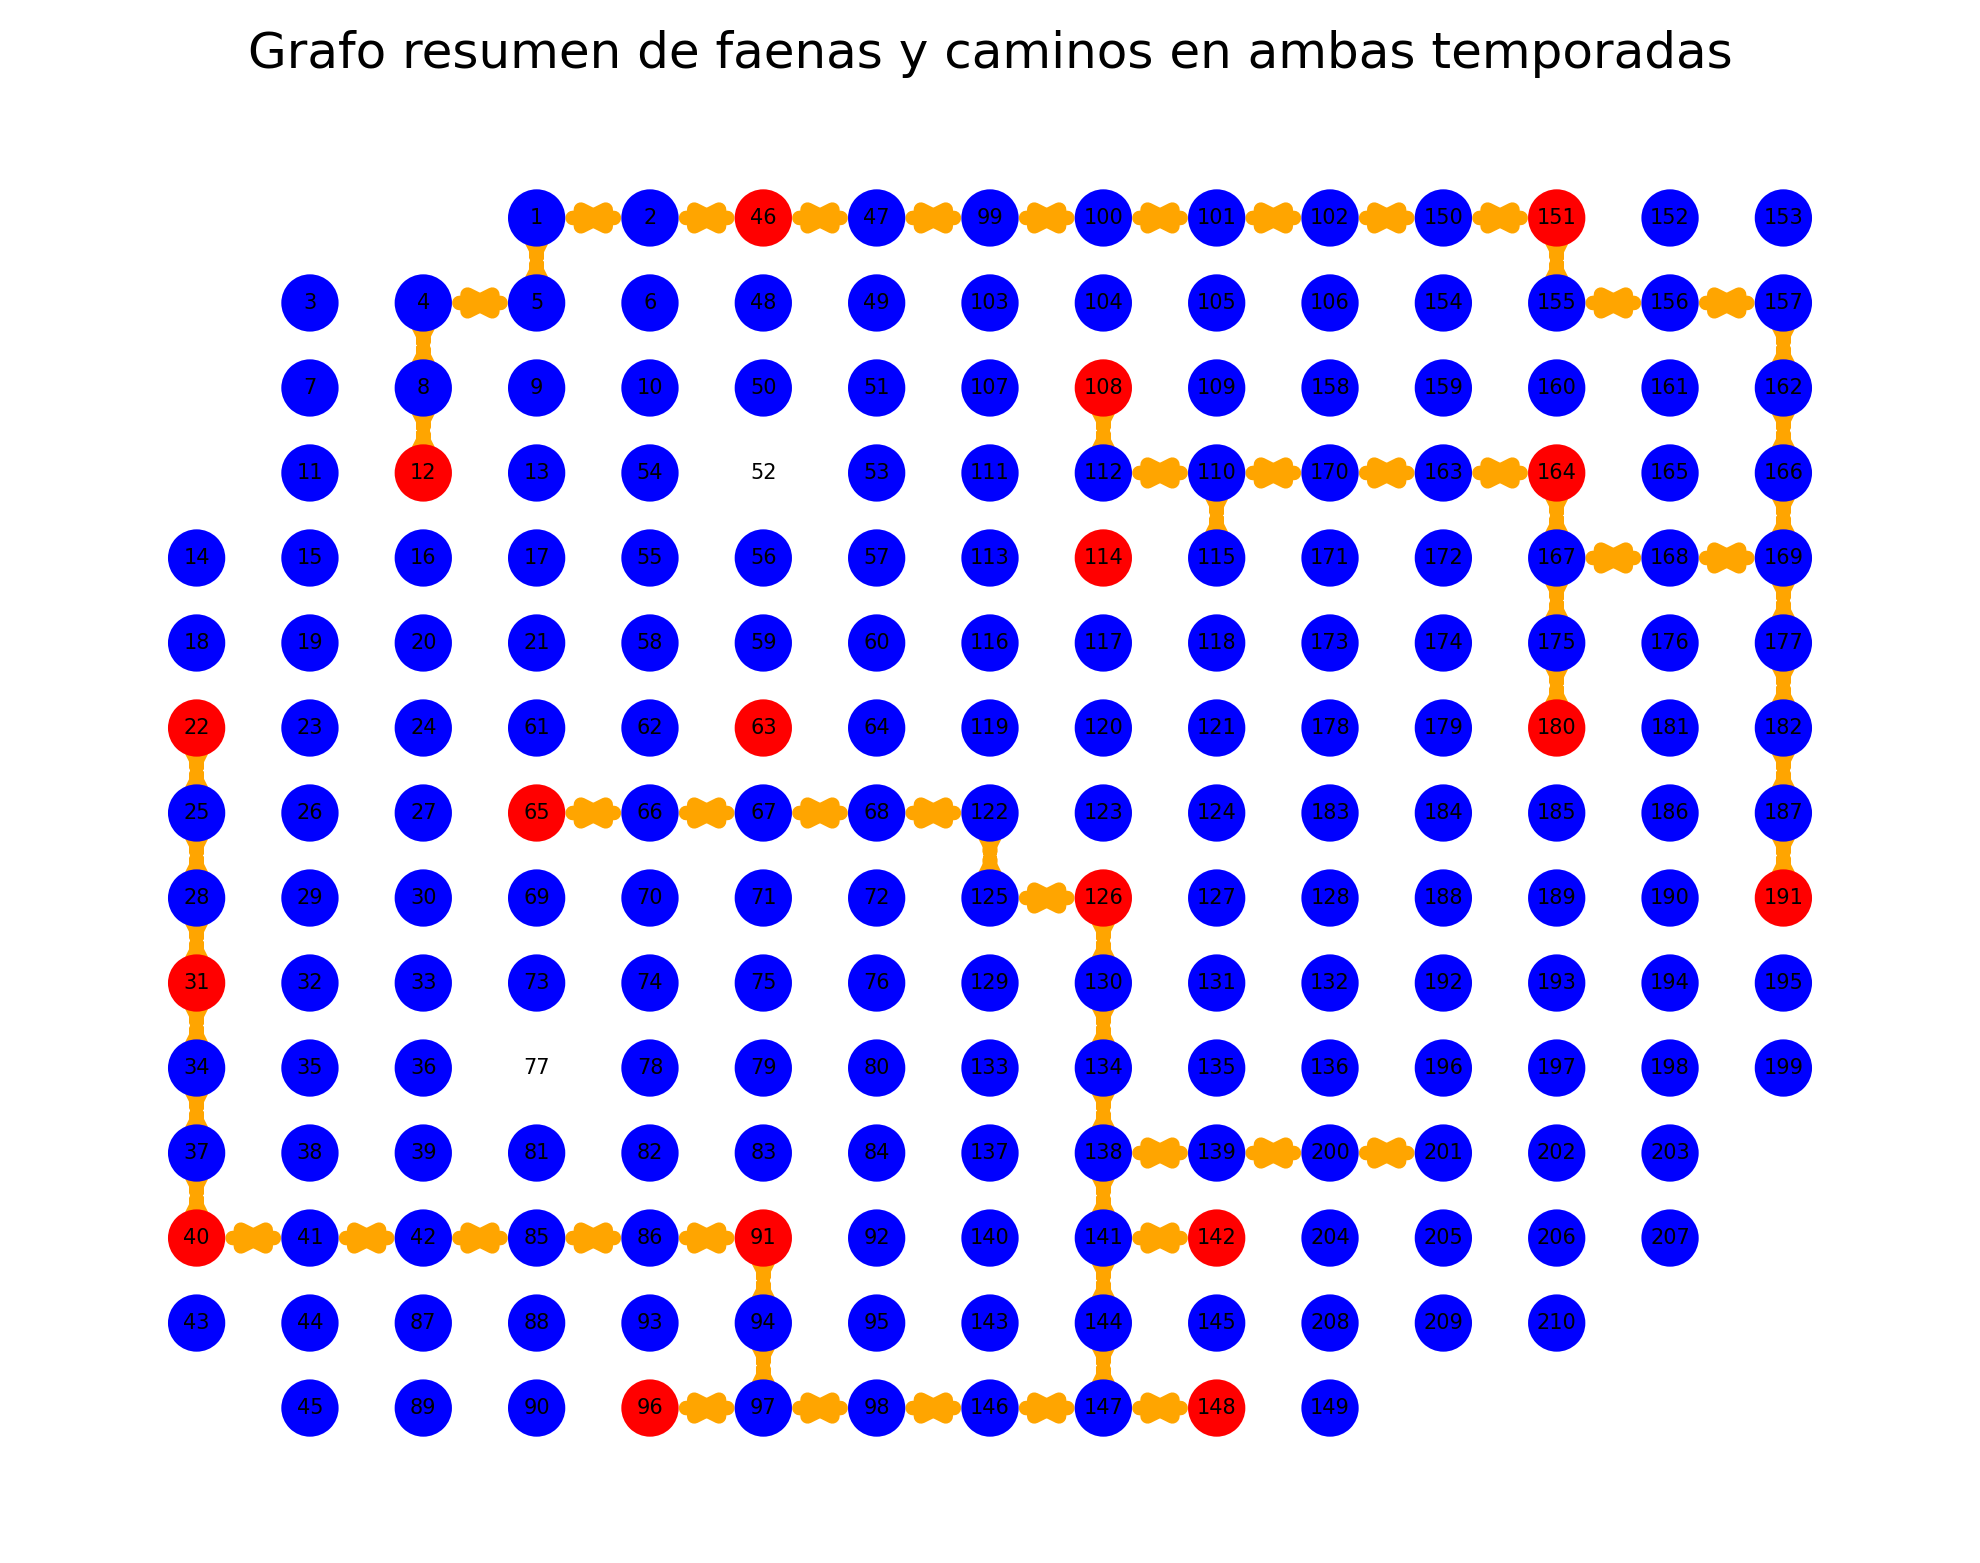 Grafo resumen de faenas y caminos en ambas temporadas
1 2 46 47 99 100 101 102 150 151 152 153
3 4 5 6 48 49 103 104 105 106 154 155 156 157
7 8 9 10 50 51 107 108 109 158 159 160 161 162
11 12 13 54 52 53 111 112 110 170 163 164 165 166
14 15 16 17 55 56 57 113 114 115 171 172 167 168 169
18 19 20 21 58 59 60 116 117 118 173 174 175 176 177
22 23 24 61 62 63 64 119 120 121 178 179 180 181 182
25 26 27 65 66 67 68 122 123 124 183 184 185 186 187
28 29 30 69 70 71 72 125 126 127 128 188 189 190 191
31 32 33 73 74 75 76 129 130 131 132 192 193 194 195
34 35 36 77 78 79 80 133 134 135 136 196 197 198 199
37 38 39 81 82 83 84 137 138 139 200 201 202 203
40 41 42 85 86 91 92 140 141 142 204 205 206 207
43 44 87 88 93 94 95 143 144 145 208 209 210
45 89 90 96 97 98 146 147 148 149